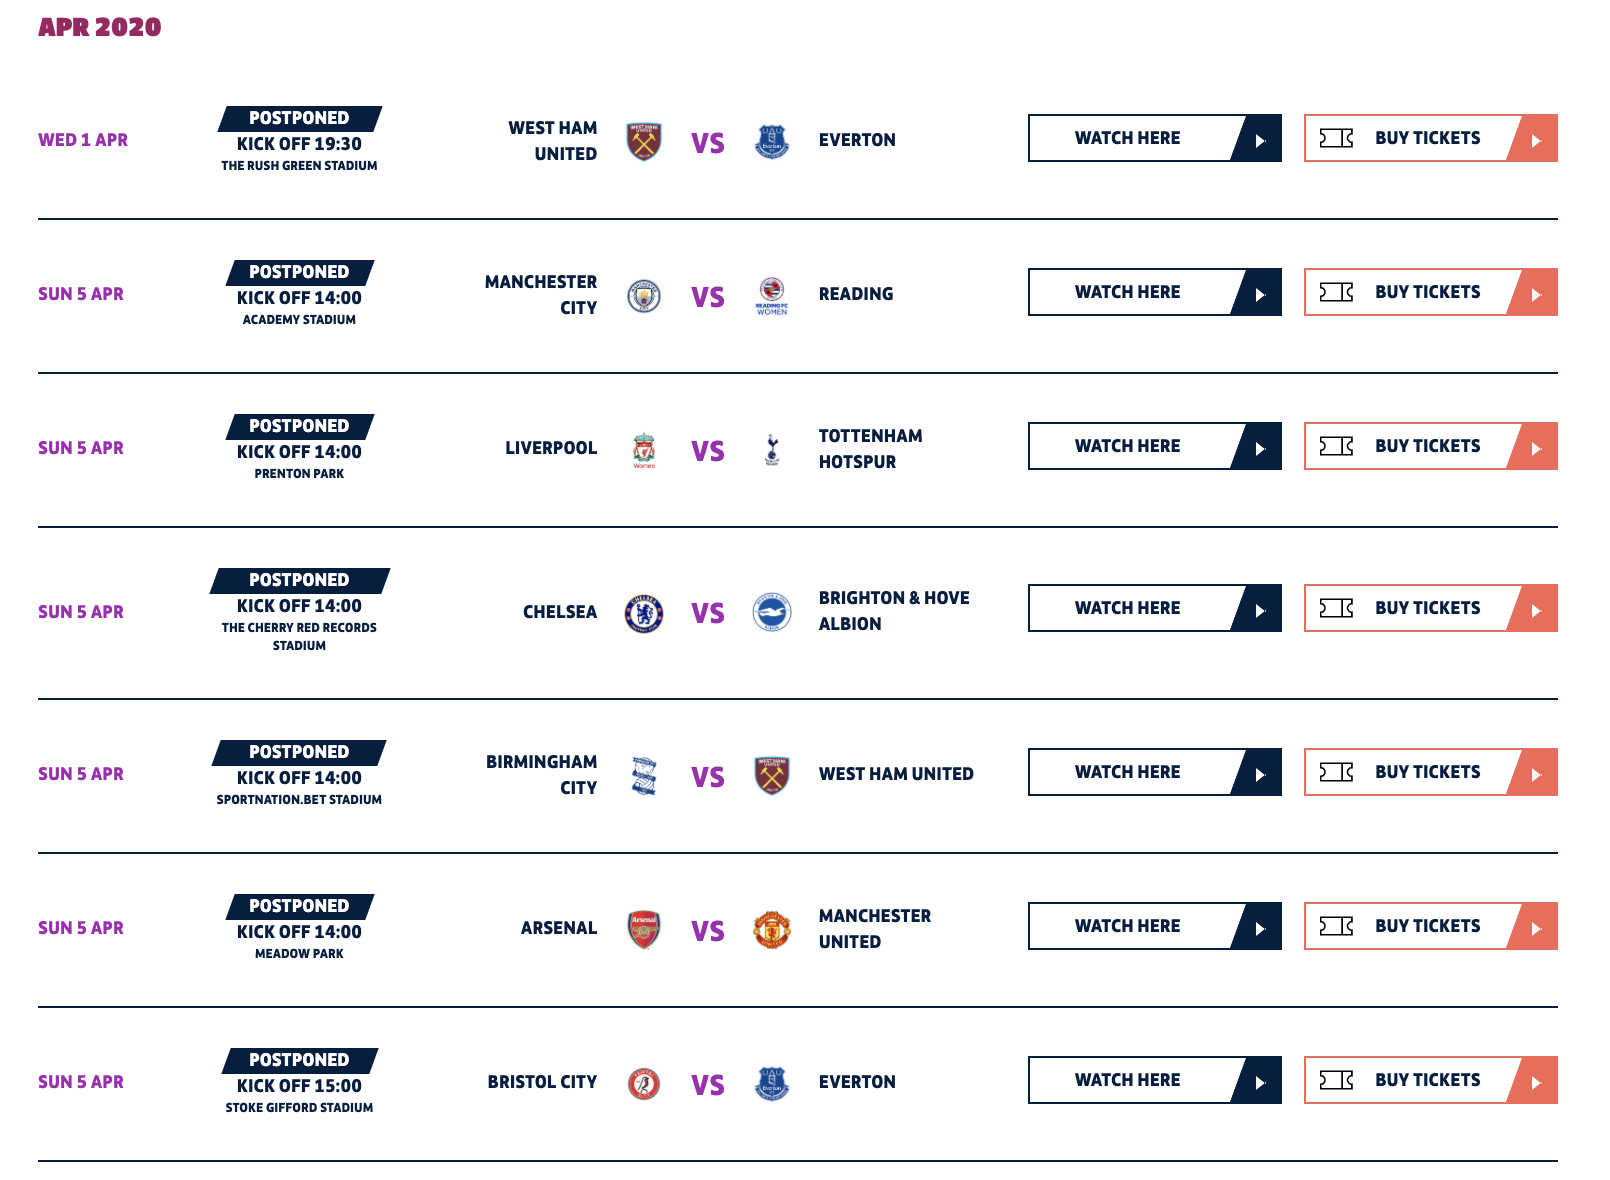 APR 2020
WED 1 APR
POSTPONED
KICK OFF 19:30
THE RUSH GREEN STADIUM
WEST HAM
UNITED
VS
EVERTON
WATCH HERE
BUY TICKETS
SUN 5 APR
POSTPONED
KICK OFF 14:00
ACADEMY STADIUM
MANCHESTER
CITY
READING FC
WOMEN
VS
READING
WATCH HERE
BUY TICKETS
SUN 5 APR
POSTPONED
KICK OFF 14:00
PRENTON PARK
LIVERPOOL
Women
VS
TOTTENHAM
HOTSPUR
WATCH HERE
BUY TICKETS
SUN 5 APR
POSTPONED
KICK OFF 14:00
THE CHERRY RED RECORDS
STADIUM
CHELSEA
VS
BRIGHTON & HOVE
ALBION
WATCH HERE
BUY TICKETS
SUN 5 APR
POSTPONED
KICK OFF 14:00
SPORTNATION.BET STADIUM
BIRMINGHAM
CITY
VS
WEST HAM UNITED
WATCH HERE
BUY TICKETS
SUN 5 APR
POSTPONED
KICK OFF 14:00
MEADOW PARK
ARSENAL
Arsenal
VS
MANCHESTER
UNITED
WATCH HERE
BUY TICKETS
SUN 5 APR
POSTPONED
KICK OFF 15:00
STOKE GIFFORD STADIUM
BRISTOL CITY
VS
Everton
EVERTON
WATCH HERE
BUY TICKETS